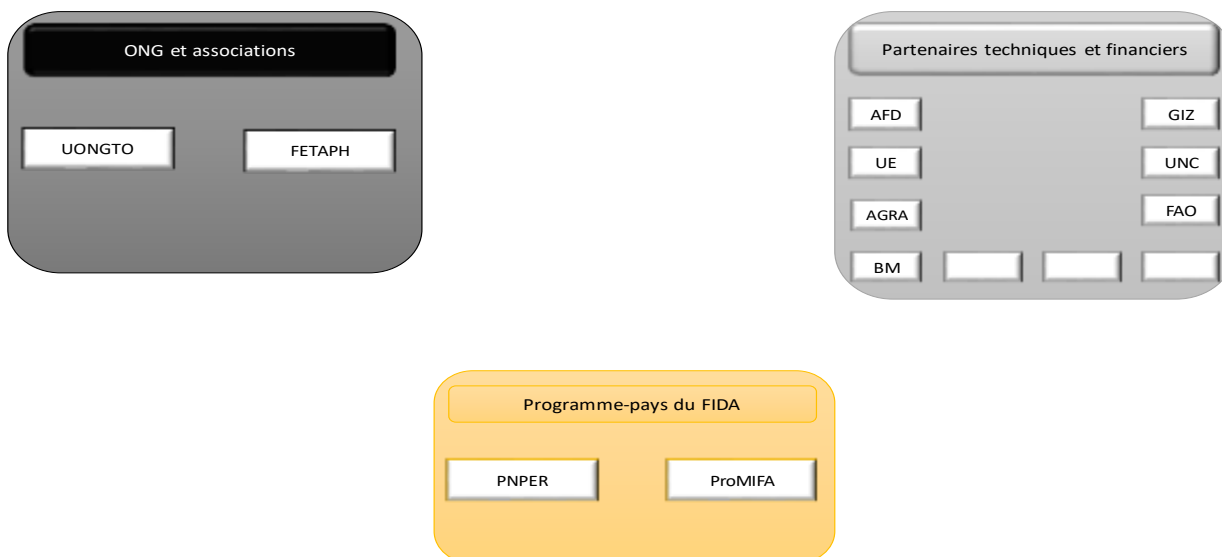 ONG et associations
UONGTO
FETAPH
Partenaires techniques et financiers
AFD
GIZ
UE
UNC
AGRA
FAO
BM
Programme-pays du FIDA
PNPER
ProMIFA